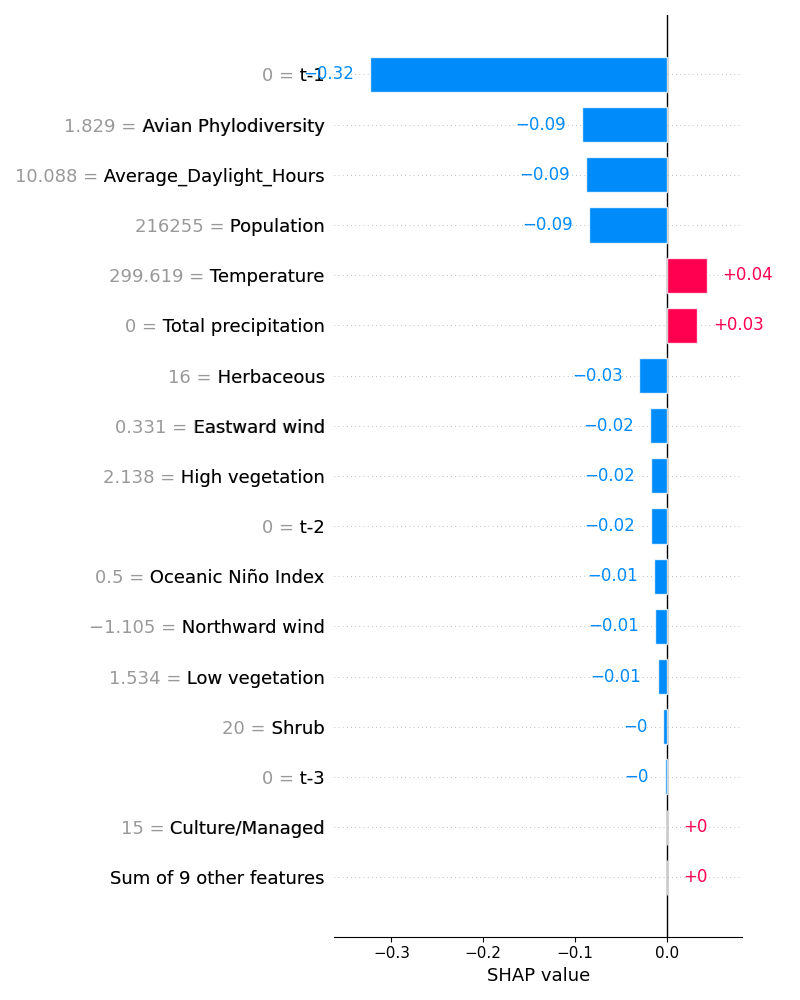 0 = t-1 −0.32
1.829 = Avian Phylodiversity −0.09
10.088 = Average_Daylight_Hours −0.09
216255 = Population −0.09
299.619 = Temperature +0.04
0 = Total precipitation +0.03
16 = Herbaceous −0.03
0.331 = Eastward wind −0.02
2.138 = High vegetation −0.02
0 = t-2 −0.02
0.5 = Oceanic Niño Index −0.01
−1.105 = Northward wind −0.01
1.534 = Low vegetation −0.01
20 = Shrub −0
0 = t-3 −0
15 = Culture/Managed +0
Sum of 9 other features +0
−0.3 −0.2 −0.1 0.0
SHAP value